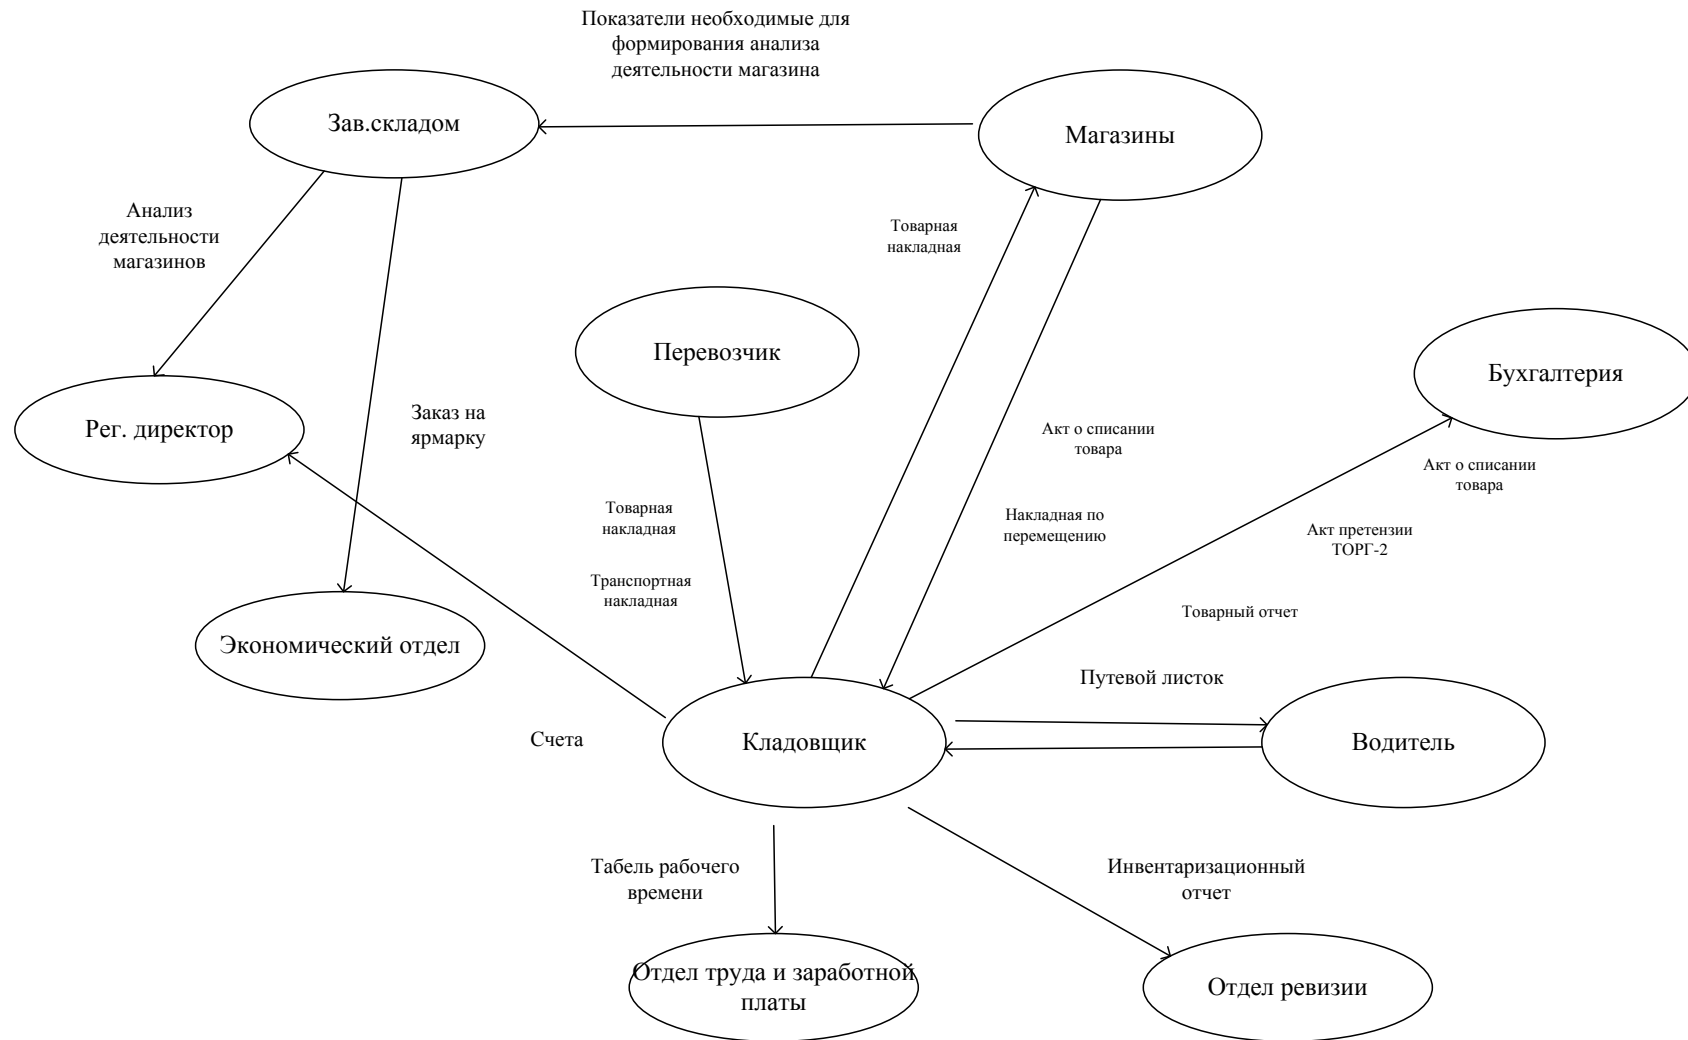 Показатели необходимые для
формирования анализа
деятельности магазина
Зав.складом
Магазины
Анализ
деятельности
магазинов
Товарная
накладная
Перевозчик
Бухгалтерия
Рег. директор
Заказ на
ярмарку
Акт о списании
товара
Акт о списании
товара
Товарная
накладная
Накладная по
перемещению
Акт претензии
ТОРГ-2
Транспортная
накладная
Товарный отчет
Экономический отдел
Путевой листок
Счета
Кладовщик
Водитель
Табель рабочего
времени
Инвентаризационный
отчет
Отдел труда и заработной
платы
Отдел ревизии